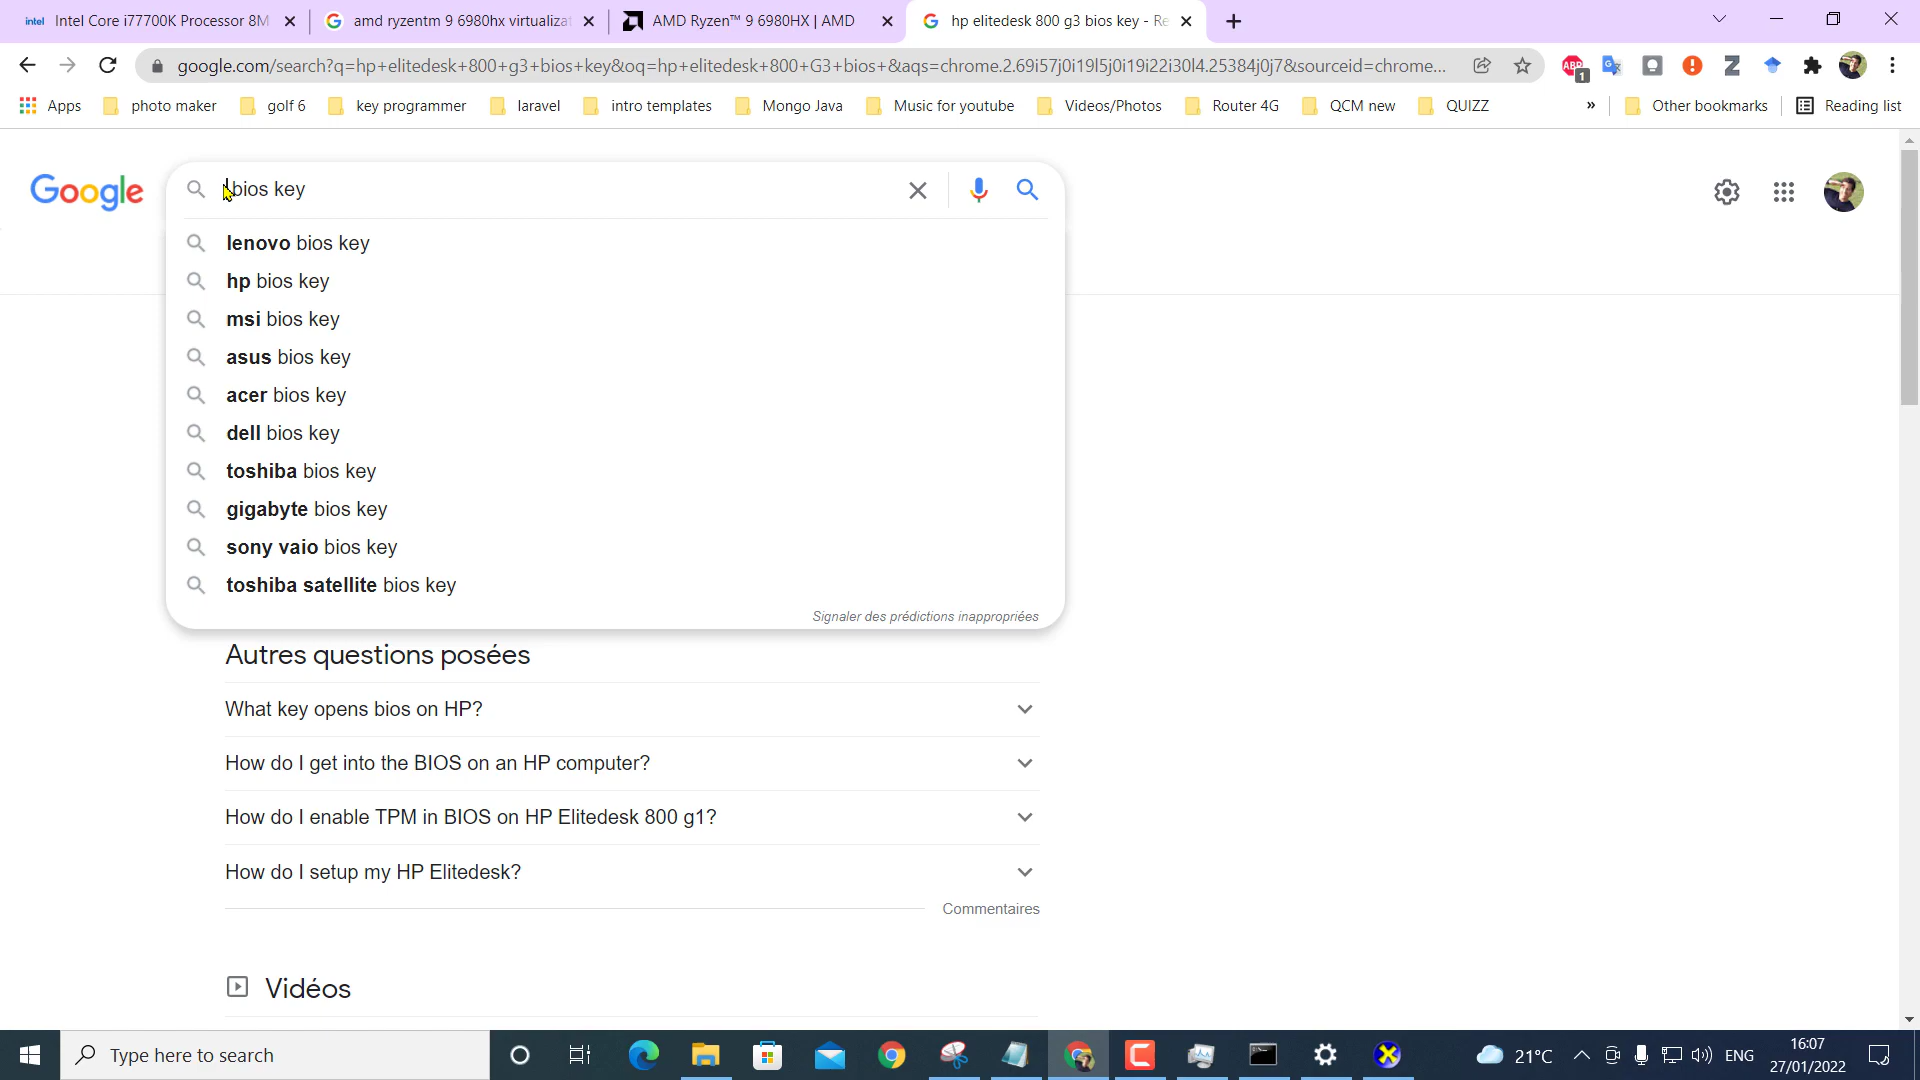 intel Intel Core i77700K Processor 8M
amd ryzentm 9 6980hx virtualizat
AMD Ryzen™ 9 6980HX | AMD
hp elitedesk 800 g3 bios key - Re
google.com/search?q=hp+elitedesk+800+g3+bios+key&oq=hp+elitedesk+800+G3+bios+&aqs=chrome.2.69i57j0i19l5j0i19i22i30l4.25384j0j7&sourceid=chrome...
ABP
1
Apps
photo maker
golf 6
key programmer
laravel
intro templates
Mongo Java
Music for youtube
Videos/Photos
Router 4G
QCM new
QUIZZ
»
Other bookmarks
Reading list
Google
bios key
lenovo bios key
hp bios key
msi bios key
asus bios key
acer bios key
dell bios key
toshiba bios key
gigabyte bios key
sony vaio bios key
toshiba satellite bios key
Signaler des prédictions inappropriées
Autres questions posées
What key opens bios on HP?
How do I get into the BIOS on an HP computer?
How do I enable TPM in BIOS on HP Elitedesk 800 g1?
How do I setup my HP Elitedesk?
Commentaires
Vidéos
Type here to search
21°C
ENG
16:07
27/01/2022